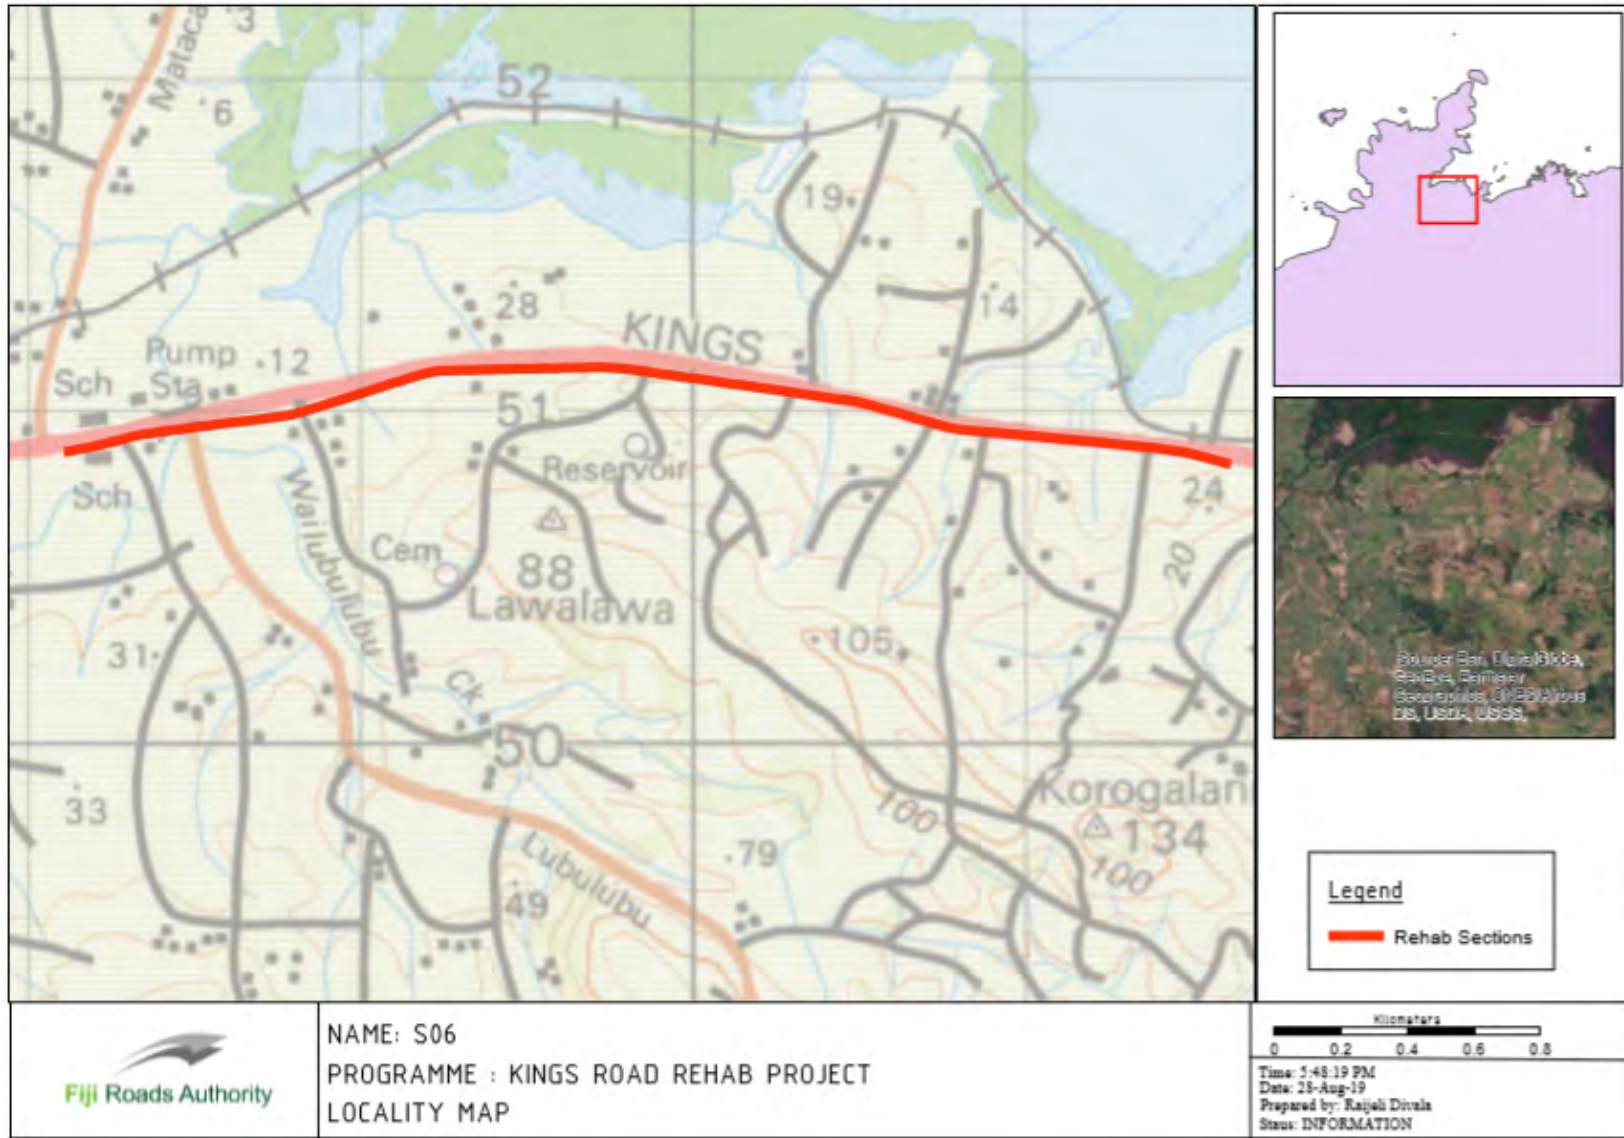 Mataca
3
6
52
19
28
14
KINGS
Pump
Sta
12
Sch
51
Reservoir
Sch
24
Wailubulubu
Cem
88
Lawalawa
20
31
105
Ck
50
Korogalan
33
100
134
79
100
49
Lubulubu
Legend
Rehab Sections
Fiji Roads Authority
NAME: S06
PROGRAMME : KINGS ROAD REHAB PROJECT
LOCALITY MAP
Kilometers
0 0.2 0.4 0.6 0.8
Time: 5:48:19 PM
Date: 28-Aug-19
Prepared by: Raijeli Divala
Staus: INFORMATION